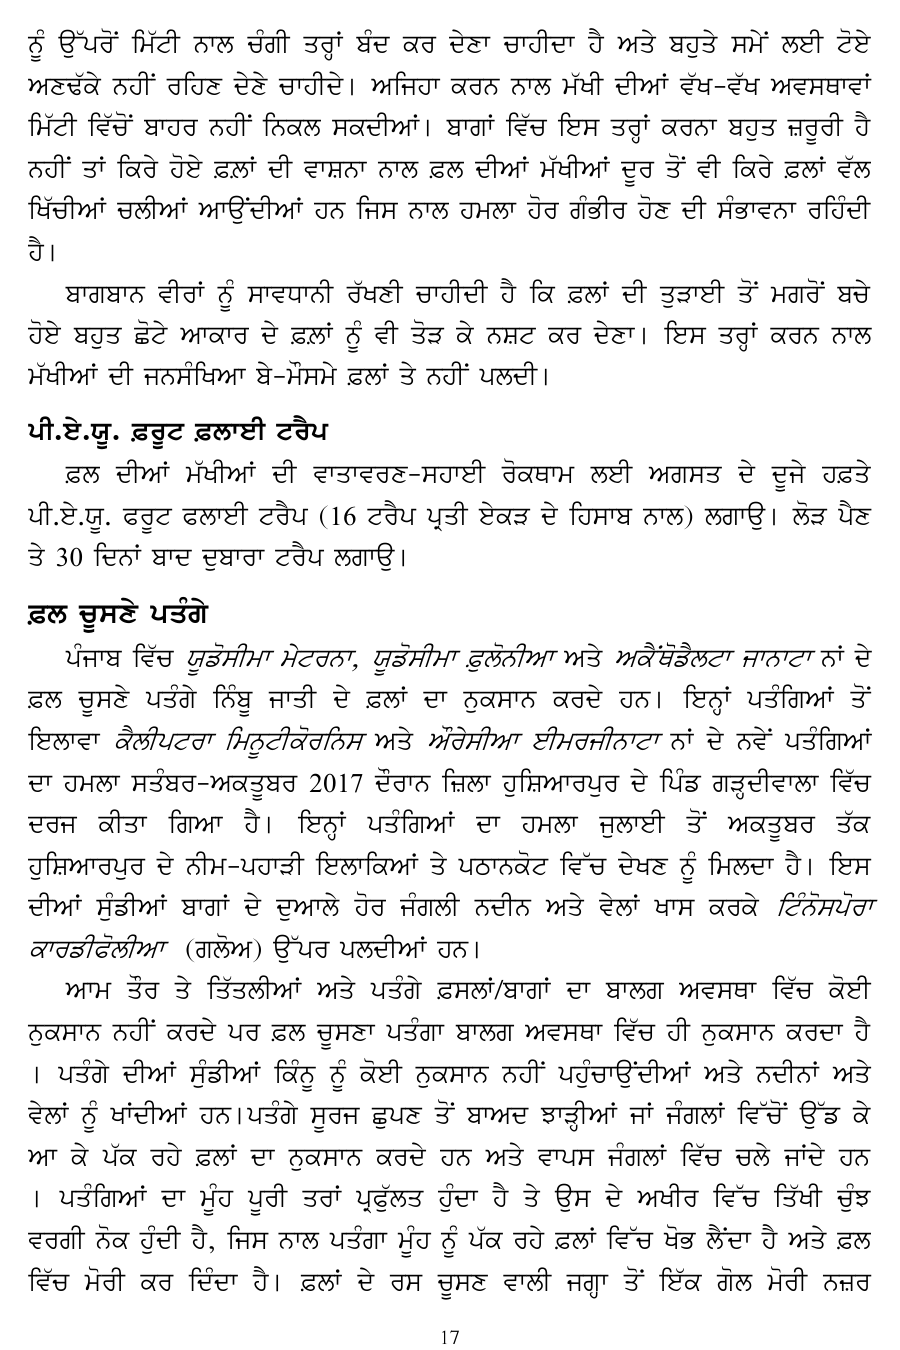 ਨੂੰ ਉੱਪਰੋਂ ਮਿੱਟੀ ਨਾਲ ਚੰਗੀ ਤਰ੍ਹਾਂ ਬੰਦ ਕਰ ਦੇਣਾ ਚਾਹੀਦਾ ਹੈ ਅਤੇ ਬਹੁਤੇ ਸਮੇਂ ਲਈ ਟੋਏ
ਅਣਢੱਕੇ ਨਹੀਂ ਰਹਿਣ ਦੇਣੇ ਚਾਹੀਦੇ। ਅਜਿਹਾ ਕਰਨ ਨਾਲ ਮੱਖੀ ਦੀਆਂ ਵੱਖ-ਵੱਖ ਅਵਸਥਾਵਾਂ
ਮਿੱਟੀ ਵਿੱਚੋਂ ਬਾਹਰ ਨਹੀਂ ਨਿਕਲ ਸਕਦੀਆਂ। ਬਾਗਾਂ ਵਿੱਚ ਇਸ ਤਰ੍ਹਾਂ ਕਰਨਾ ਬਹੁਤ ਜ਼ਰੂਰੀ ਹੈ
ਨਹੀਂ ਤਾਂ ਕਿਰੇ ਹੋਏ ਫ਼ਲਾਂ ਦੀ ਵਾਸ਼ਨਾ ਨਾਲ ਫ਼ਲ ਦੀਆਂ ਮੱਖੀਆਂ ਦੂਰ ਤੋਂ ਵੀ ਕਿਰੇ ਫ਼ਲਾਂ ਵੱਲ
ਖਿੱਚੀਆਂ ਚਲੀਆਂ ਆਉਂਦੀਆਂ ਹਨ ਜਿਸ ਨਾਲ ਹਮਲਾ ਹੋਰ ਗੰਭੀਰ ਹੋਣ ਦੀ ਸੰਭਾਵਨਾ ਰਹਿੰਦੀ
ਹੈ।
ਬਾਗਬਾਨ ਵੀਰਾਂ ਨੂੰ ਸਾਵਧਾਨੀ ਰੱਖਣੀ ਚਾਹੀਦੀ ਹੈ ਕਿ ਫ਼ਲਾਂ ਦੀ ਤੁੜਾਈ ਤੋਂ ਮਗਰੋਂ ਬਚੇ
ਹੋਏ ਬਹੁਤ ਛੋਟੇ ਆਕਾਰ ਦੇ ਫ਼ਲਾਂ ਨੂੰ ਵੀ ਤੋੜ ਕੇ ਨਸ਼ਟ ਕਰ ਦੇਣਾ। ਇਸ ਤਰ੍ਹਾਂ ਕਰਨ ਨਾਲ
ਮੱਖੀਆਂ ਦੀ ਜਨਸੰਖਿਆ ਬੇ-ਮੌਸਮੇ ਫ਼ਲਾਂ ਤੇ ਨਹੀਂ ਪਲਦੀ।
ਪੀ.ਏ.ਯੂ. ਫ਼ਰੂਟ ਫ਼ਲਾਈ ਟਰੈਪ
ਫ਼ਲ ਦੀਆਂ ਮੱਖੀਆਂ ਦੀ ਵਾਤਾਵਰਣ-ਸਹਾਈ ਰੋਕਥਾਮ ਲਈ ਅਗਸਤ ਦੇ ਦੂਜੇ ਹਫ਼ਤੇ
ਪੀ.ਏ.ਯੂ. ਫਰੂਟ ਫਲਾਈ ਟਰੈਪ (16 ਟਰੈਪ ਪ੍ਰਤੀ ਏਕੜ ਦੇ ਹਿਸਾਬ ਨਾਲ) ਲਗਾਉ। ਲੋੜ ਪੈਣ
ਤੇ 30 ਦਿਨਾਂ ਬਾਦ ਦੁਬਾਰਾ ਟਰੈਪ ਲਗਾਉ।
ਫ਼ਲ ਚੂਸਣੇ ਪਤੰਗੇ
ਪੰਜਾਬ ਵਿੱਚ ਯੂਡੋਸੀਮਾ ਮੇਟਰਨਾ, ਯੂਡੋਸੀਮਾ ਫ਼ੁਲੋਨੀਆ ਅਤੇ ਅਕੈਂਥੋਡੈਲਟਾ ਜਾਨਾਟਾ ਨਾਂ ਦੇ
ਫ਼ਲ ਚੂਸਣੇ ਪਤੰਗੇ ਨਿੰਬੂ ਜਾਤੀ ਦੇ ਫ਼ਲਾਂ ਦਾ ਨੁਕਸਾਨ ਕਰਦੇ ਹਨ। ਇਨ੍ਹਾਂ ਪਤੰਗਿਆਂ ਤੋਂ
ਇਲਾਵਾ ਕੈਲੀਪਟਰਾ ਮਿਨੂਟੀਕੋਰਨਿਸ ਅਤੇ ਔਰੇਸੀਆ ਈਮਰਜੀਨਾਟਾ ਨਾਂ ਦੇ ਨਵੇਂ ਪਤੰਗਿਆਂ
ਦਾ ਹਮਲਾ ਸਤੰਬਰ-ਅਕਤੂਬਰ 2017 ਦੌਰਾਨ ਜ਼ਿਲਾ ਹੁਸ਼ਿਆਰਪੁਰ ਦੇ ਪਿੰਡ ਗੜ੍ਹਦੀਵਾਲਾ ਵਿੱਚ
ਦਰਜ ਕੀਤਾ ਗਿਆ ਹੈ। ਇਨ੍ਹਾਂ ਪਤੰਗਿਆਂ ਦਾ ਹਮਲਾ ਜੁਲਾਈ ਤੋਂ ਅਕਤੂਬਰ ਤੱਕ
ਹੁਸ਼ਿਆਰਪੁਰ ਦੇ ਨੀਮ-ਪਹਾੜੀ ਇਲਾਕਿਆਂ ਤੇ ਪਠਾਨਕੋਟ ਵਿੱਚ ਦੇਖਣ ਨੂੰ ਮਿਲਦਾ ਹੈ। ਇਸ
ਦੀਆਂ ਸੁੰਡੀਆਂ ਬਾਗਾਂ ਦੇ ਦੁਆਲੇ ਹੋਰ ਜੰਗਲੀ ਨਦੀਨ ਅਤੇ ਵੇਲਾਂ ਖਾਸ ਕਰਕੇ ਟਿੰਨੋਸਪੋਰਾ
ਕਾਰਡੀਫੋਲੀਆ (ਗਲੋਅ) ਉੱਪਰ ਪਲਦੀਆਂ ਹਨ।
ਆਮ ਤੌਰ ਤੇ ਤਿੱਤਲੀਆਂ ਅਤੇ ਪਤੰਗੇ ਫ਼ਸਲਾਂ/ਬਾਗਾਂ ਦਾ ਬਾਲਗ ਅਵਸਥਾ ਵਿੱਚ ਕੋਈ
ਨੁਕਸਾਨ ਨਹੀਂ ਕਰਦੇ ਪਰ ਫ਼ਲ ਚੂਸਣਾ ਪਤੰਗਾ ਬਾਲਗ ਅਵਸਥਾ ਵਿੱਚ ਹੀ ਨੁਕਸਾਨ ਕਰਦਾ ਹੈ
। ਪਤੰਗੇ ਦੀਆਂ ਸੁੰਡੀਆਂ ਕਿੰਨੂ ਨੂੰ ਕੋਈ ਨੁਕਸਾਨ ਨਹੀਂ ਪਹੁੰਚਾਉਂਦੀਆਂ ਅਤੇ ਨਦੀਨਾਂ ਅਤੇ
ਵੇਲਾਂ ਨੂੰ ਖਾਂਦੀਆਂ ਹਨ।ਪਤੰਗੇ ਸੂਰਜ ਛੁਪਣ ਤੋਂ ਬਾਅਦ ਝਾੜੀਆਂ ਜਾਂ ਜੰਗਲਾਂ ਵਿੱਚੋਂ ਉੱਡ ਕੇ
ਆ ਕੇ ਪੱਕ ਰਹੇ ਫ਼ਲਾਂ ਦਾ ਨੁਕਸਾਨ ਕਰਦੇ ਹਨ ਅਤੇ ਵਾਪਸ ਜੰਗਲਾਂ ਵਿੱਚ ਚਲੇ ਜਾਂਦੇ ਹਨ
। ਪਤੰਗਿਆਂ ਦਾ ਮੂੰਹ ਪੂਰੀ ਤਰਾਂ ਪ੍ਰਫੁੱਲਤ ਹੁੰਦਾ ਹੈ ਤੇ ਉਸ ਦੇ ਅਖੀਰ ਵਿੱਚ ਤਿੱਖੀ ਚੁੰਝ
ਵਰਗੀ ਨੋਕ ਹੁੰਦੀ ਹੈ, ਜਿਸ ਨਾਲ ਪਤੰਗਾ ਮੂੰਹ ਨੂੰ ਪੱਕ ਰਹੇ ਫ਼ਲਾਂ ਵਿੱਚ ਖੋਭ ਲੈਂਦਾ ਹੈ ਅਤੇ ਫ਼ਲ
ਵਿੱਚ ਮੋਰੀ ਕਰ ਦਿੰਦਾ ਹੈ। ਫ਼ਲਾਂ ਦੇ ਰਸ ਚੂਸਣ ਵਾਲੀ ਜਗ੍ਹਾ ਤੋਂ ਇੱਕ ਗੋਲ ਮੋਰੀ ਨਜ਼ਰ
17